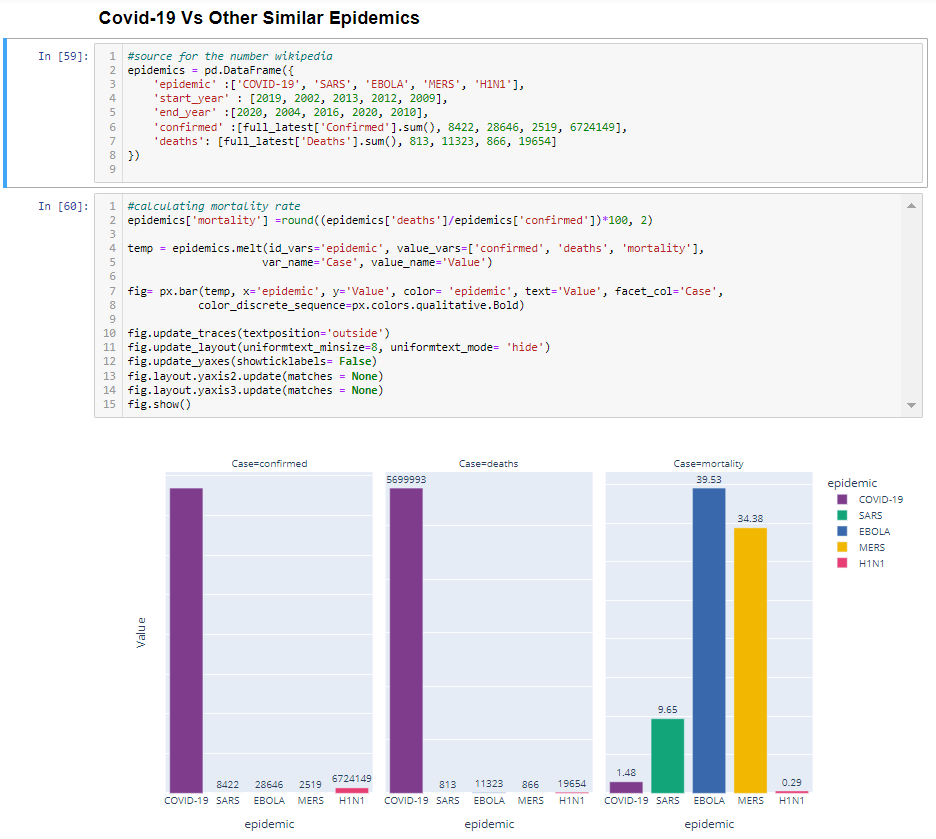 Covid-19 Vs Other Similar Epidemics
In [59]:
1 #source for the number wikipedia
2 epidemics = pd.DataFrame({
3     'epidemic' :['COVID-19', 'SARS', 'EBOLA', 'MERS', 'H1N1'],
4     'start_year' : [2019, 2002, 2013, 2012, 2009],
5     'end_year' :[2020, 2004, 2016, 2020, 2010],
6     'confirmed' :[full_latest['Confirmed'].sum(), 8422, 28646, 2519, 6724149],
7     'deaths': [full_latest['Deaths'].sum(), 813, 11323, 866, 19654]
8 })
9
In [60]:
1 #calculating mortality rate
2 epidemics['mortality'] =round((epidemics['deaths']/epidemics['confirmed'])*100, 2)
3
4 temp = epidemics.melt(id_vars='epidemic', value_vars=['confirmed', 'deaths', 'mortality'],
5                     var_name='Case', value_name='Value')
6
7 fig= px.bar(temp, x='epidemic', y='Value', color= 'epidemic', text='Value', facet_col='Case',
8           color_discrete_sequence=px.colors.qualitative.Bold)
9
10 fig.update_traces(textposition='outside')
11 fig.update_layout(uniformtext_minsize=8, uniformtext_mode= 'hide')
12 fig.update_yaxes(showticklabels= False)
13 fig.layout.yaxis2.update(matches = None)
14 fig.layout.yaxis3.update(matches = None)
15 fig.show()
Case=confirmed
Case=deaths
Case=mortality
Value
8422 28646 2519 6724149
COVID-19 SARS EBOLA MERS H1N1
epidemic
5699993 813 11323 866 19654
COVID-19 SARS EBOLA MERS H1N1
epidemic
1.48 9.65 39.53 34.38 0.29
COVID-19 SARS EBOLA MERS H1N1
epidemic
epidemic
COVID-19
SARS
EBOLA
MERS
H1N1